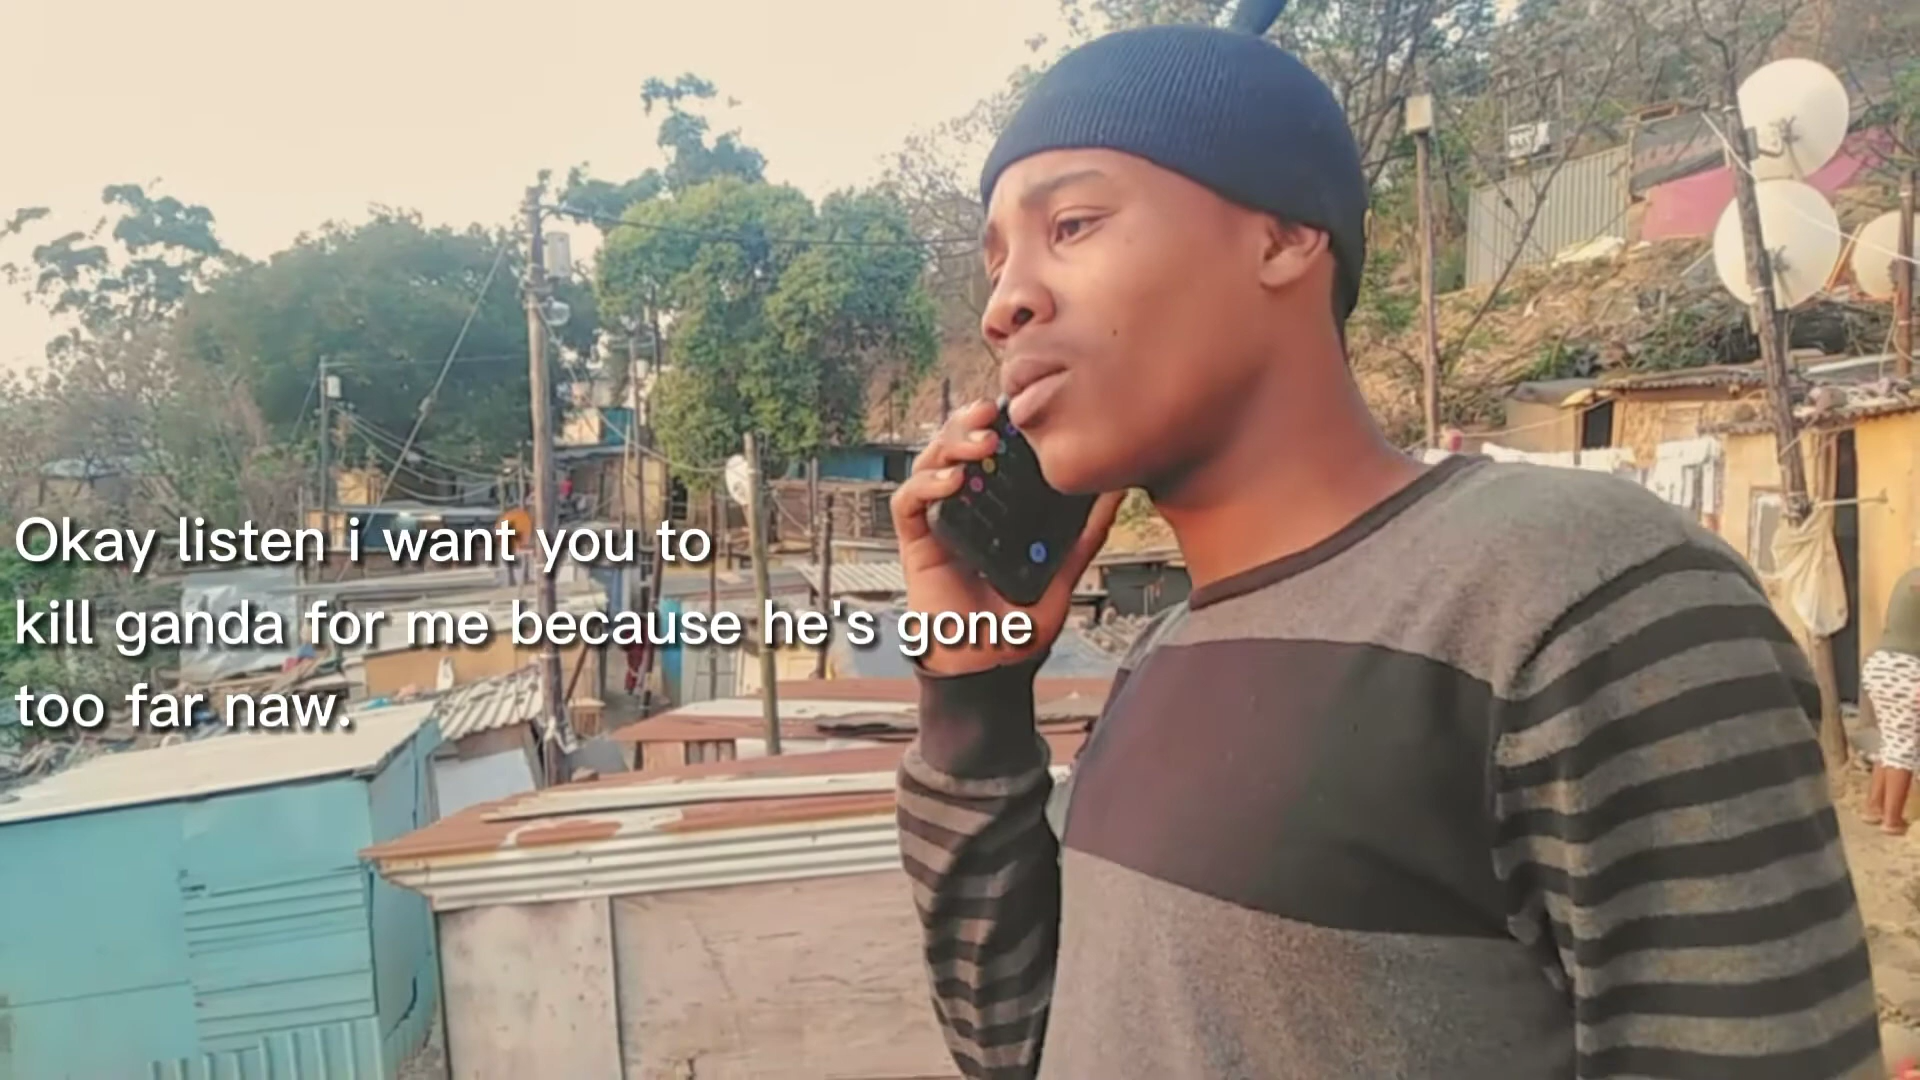 Okay listen i want you to
kill ganda for me because he's gone
too far naw.